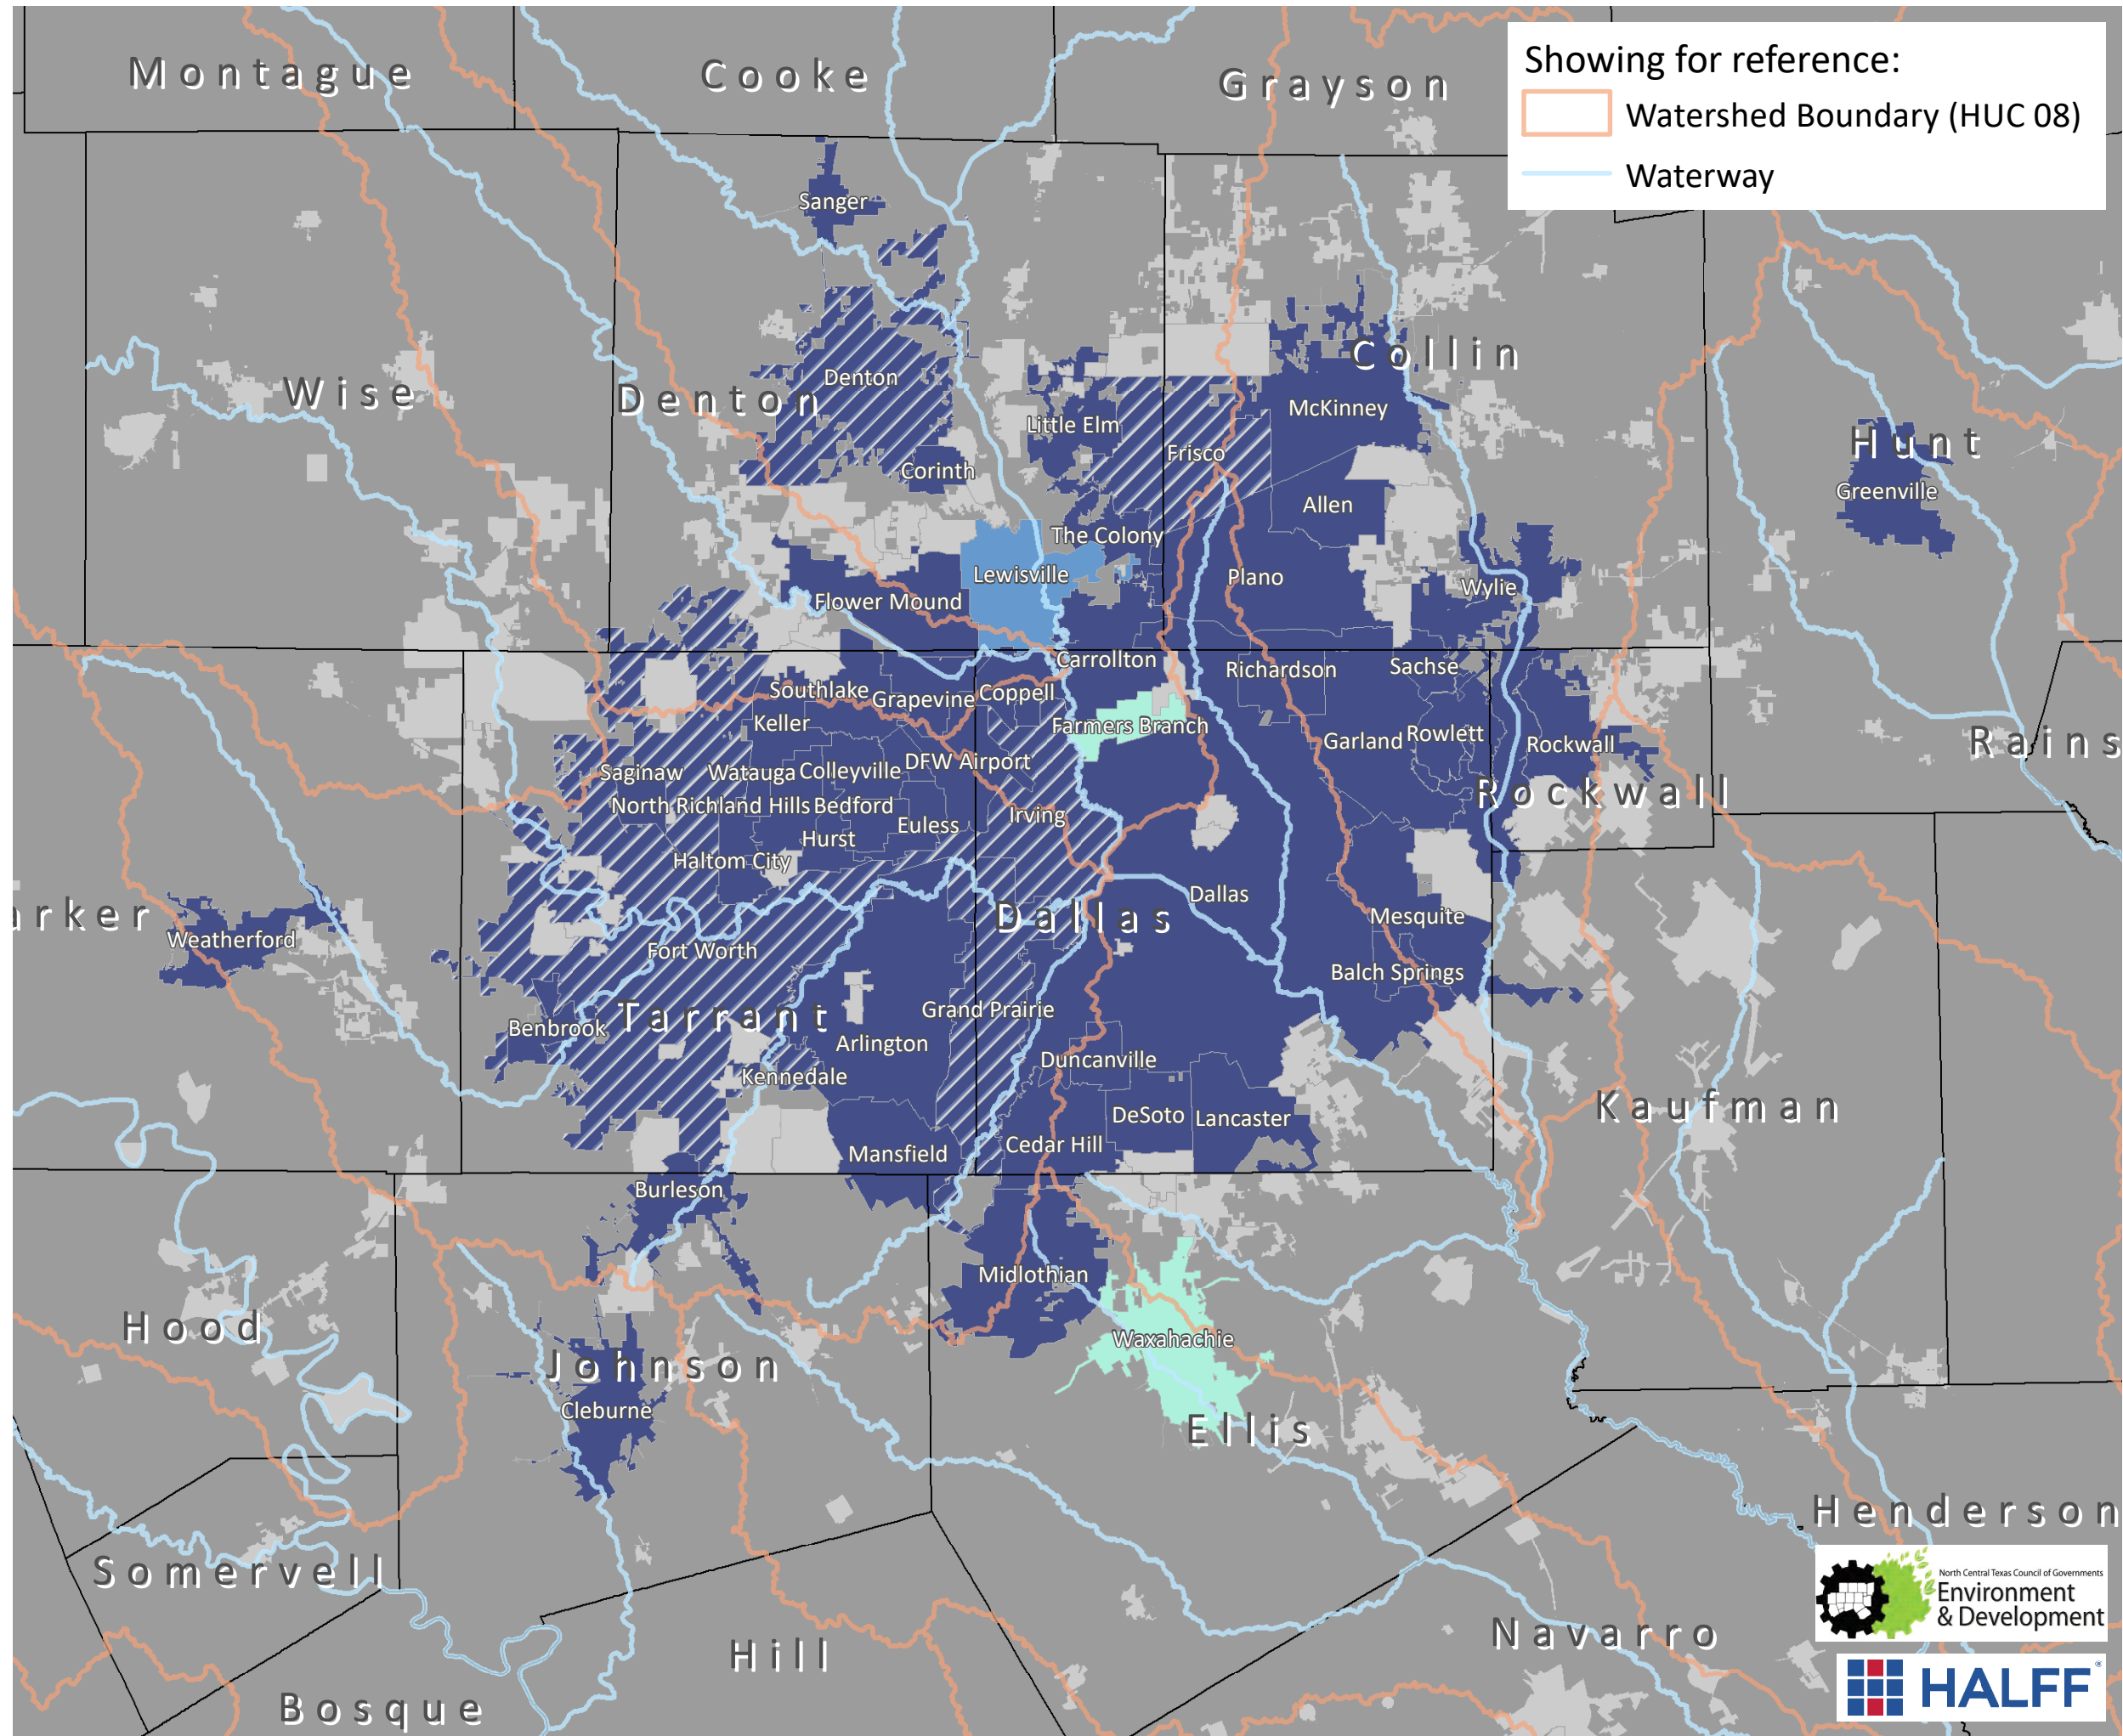 Showing for reference:
Watershed Boundary (HUC 08)
Waterway
Montague
Cooke
Grayson
Sanger
Collin
Denton
Wise
Denton
McKinney
Little Elm
Hunt
Frisco
Corinth
Greenville
Allen
The Colony
Lewisville
Plano
Wylie
Flower Mound
Carrollton
Richardson
Sachse
Southlake
Grapevine
Coppell
Keller
Farmers Branch
Garland
Rowlett
Rockwall
Rains
DFW Airport
Saginaw
Watauga
Colleyville
Rockwall
North Richland Hills
Bedford
Irving
Euless
Hurst
Haltom City
Dallas
arker
Dallas
Mesquite
Weatherford
Fort Worth
Balch Springs
Grand Prairie
Tarrant
Benbrook
Arlington
Duncanville
Kennedale
Kaufman
DeSoto
Lancaster
Cedar Hill
Mansfield
Burleson
Midlothian
Hood
Waxahachie
Johnson
Cleburne
Ellis
Henderson
Somervell
North Central Texas Council of Governments
Environment
& Development
Navarro
Hill
HALFF
Bosque